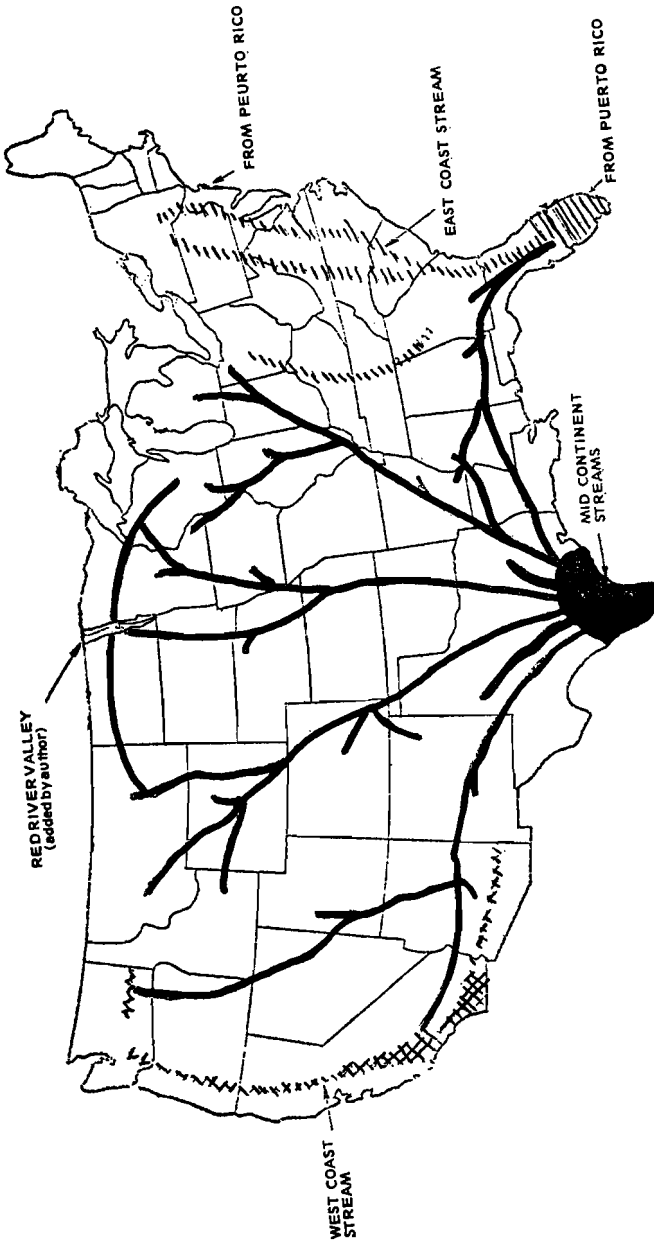 RED RIVER VALLEY
(added by author)
FROM PEURTO RICO
EAST COAST STREAM
FROM PUERTO RICO
MID CONTINENT
STREAMS
WEST COAST
STREAM